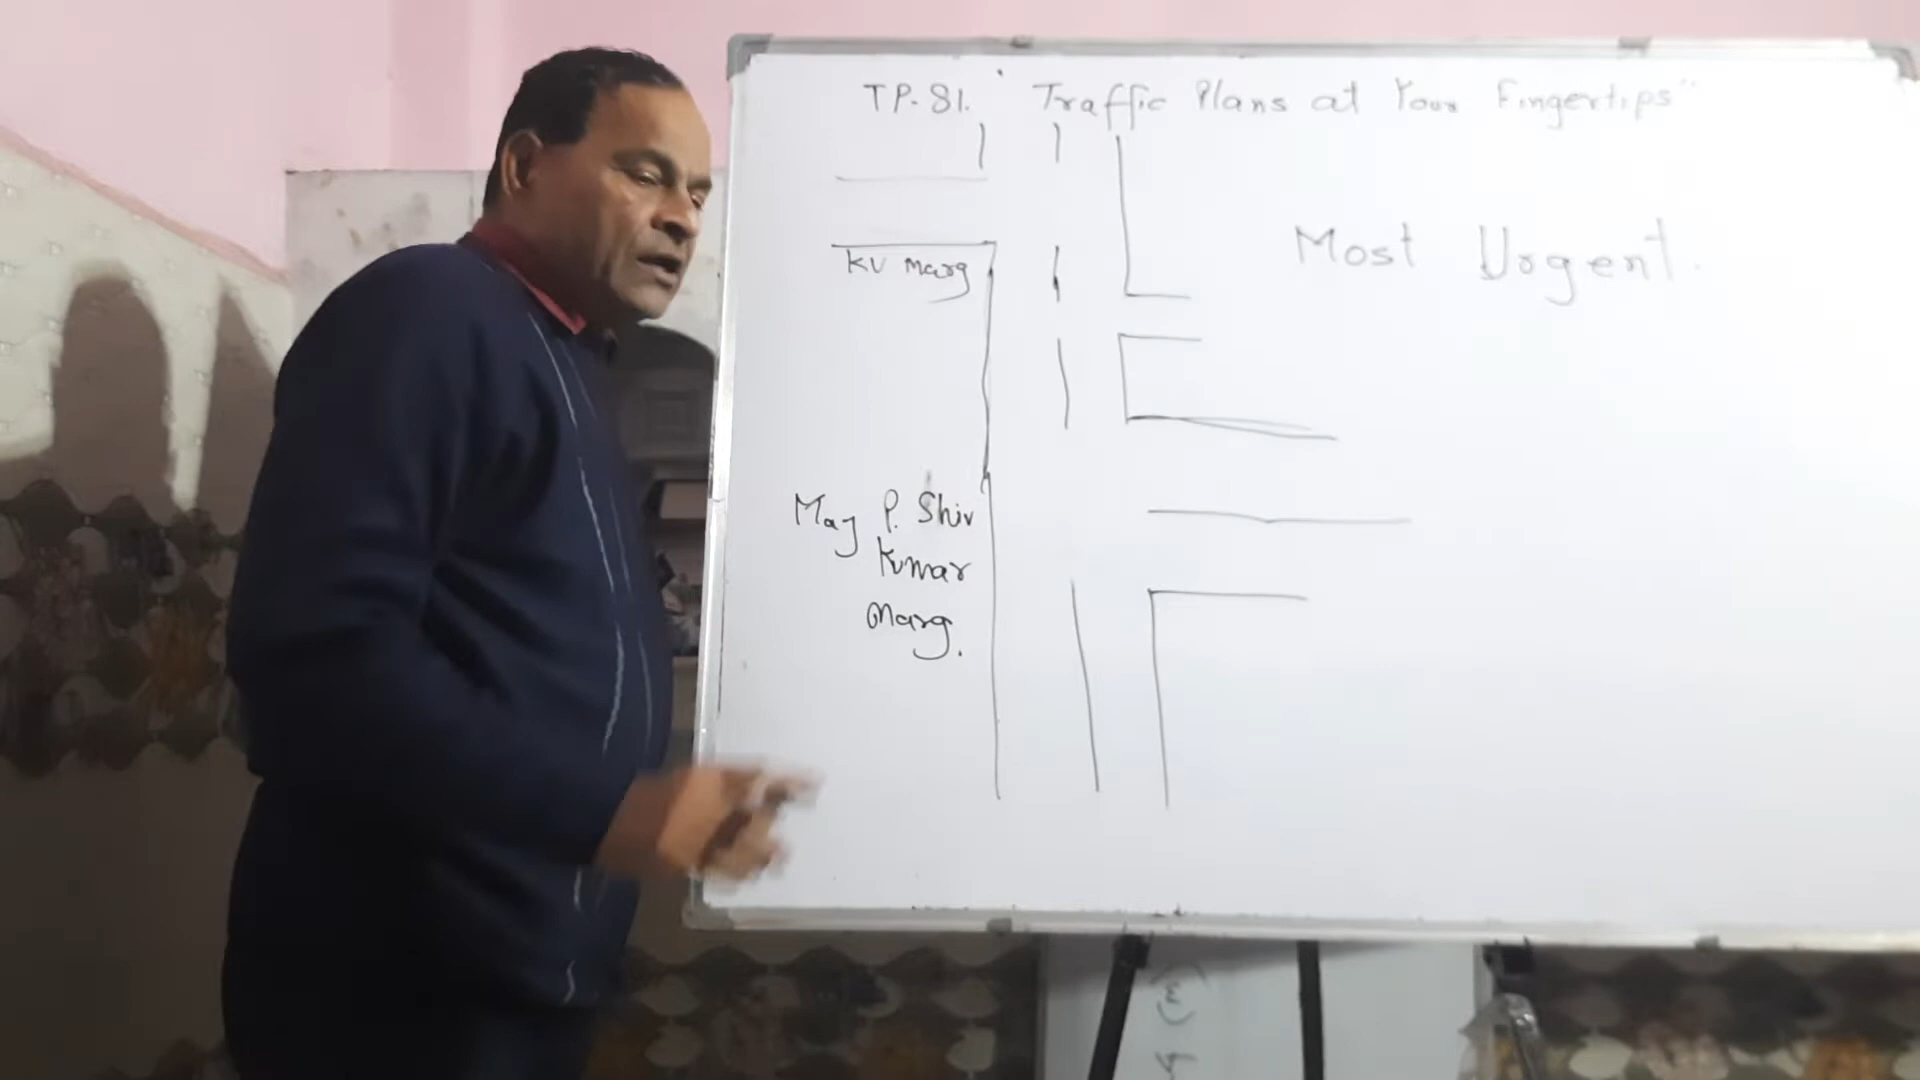 TP-81. "Traffic Plans at Your Fingertips"
Most Urgent.
KV Marg
Maj P. Shiv
Kumar
Marg.